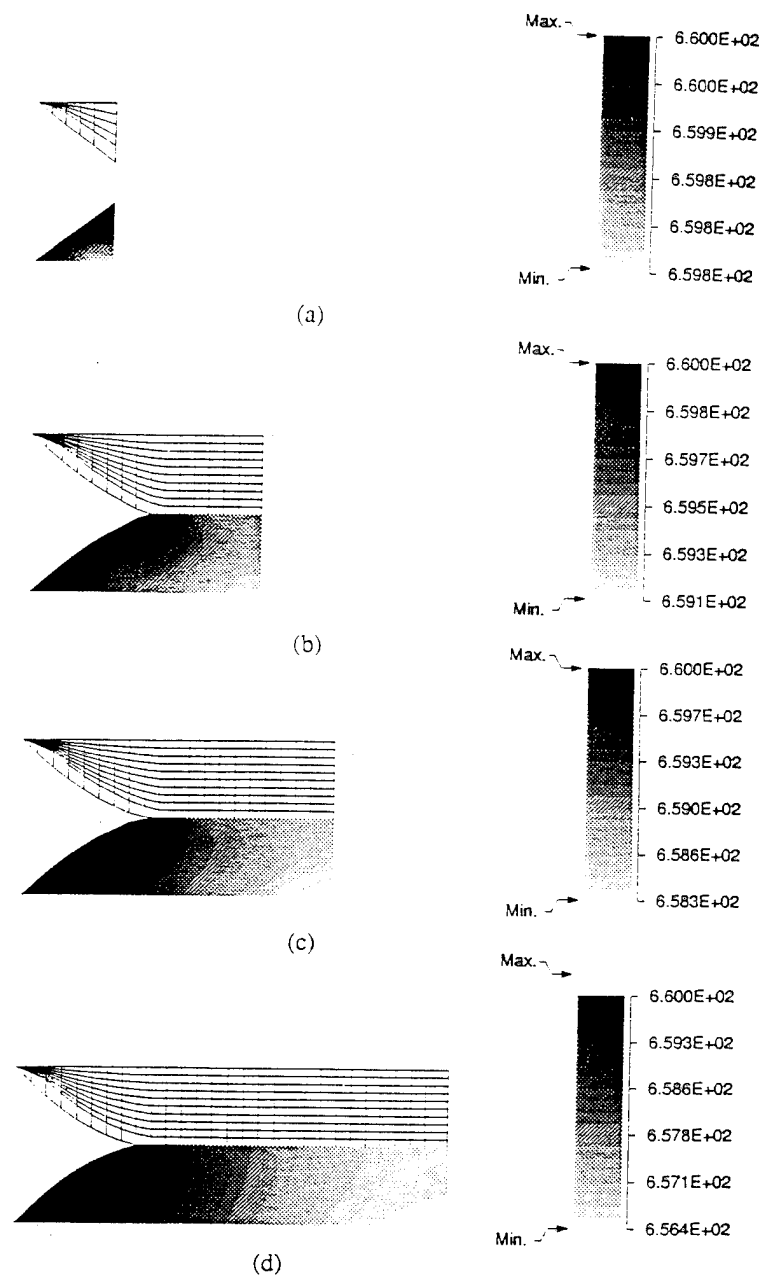 Max.
6.600E+02
6.600E+02
6.599E+02
6.598E+02
6.598E+02
6.598E+02
Min.
(a)
Max.
6.600E+02
6.598E+02
6.597E+02
6.595E+02
6.593E+02
6.591E+02
Min.
(b)
Max.
6.600E+02
6.597E+02
6.593E+02
6.590E+02
6.586E+02
6.583E+02
Min.
(c)
Max.
6.600E+02
6.593E+02
6.586E+02
6.578E+02
6.571E+02
6.564E+02
Min.
(d)